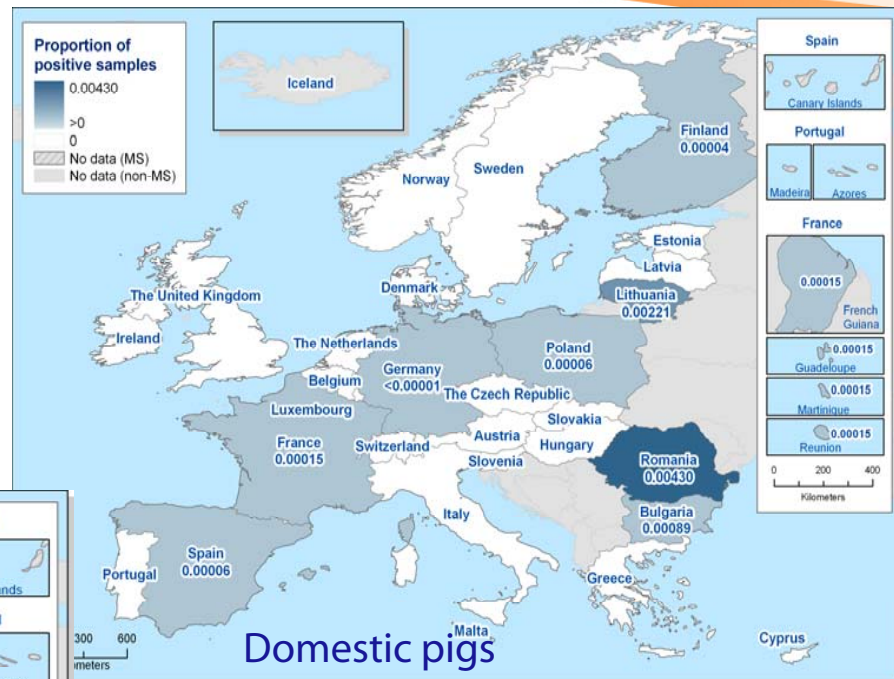 Proportion of
positive samples
0.00430
>0
0
No data (MS)
No data (non-MS)
Iceland
Finland
0.00004
Norway
Sweden
Estonia
Latvia
Lithuania
0.00221
Denmark
The United Kingdom
Ireland
The Netherlands
Germany
<0.00001
Poland
0.00006
Belgium
The Czech Republic
Luxembourg
Slovakia
France
0.00015
Switzerland
Austria
Hungary
Slovenia
Romania
0.00430
Italy
Bulgaria
0.00089
Portugal
Spain
0.00006
Greece
Malta
Cyprus
300 600
Domestic pigs
Spain
Canary Islands
Portugal
Madeira
Azores
France
0.00015
French
Guiana
0.00015
Guadeloupe
0.00015
Martinique
0.00015
Reunion
0 200 400
Kilometers